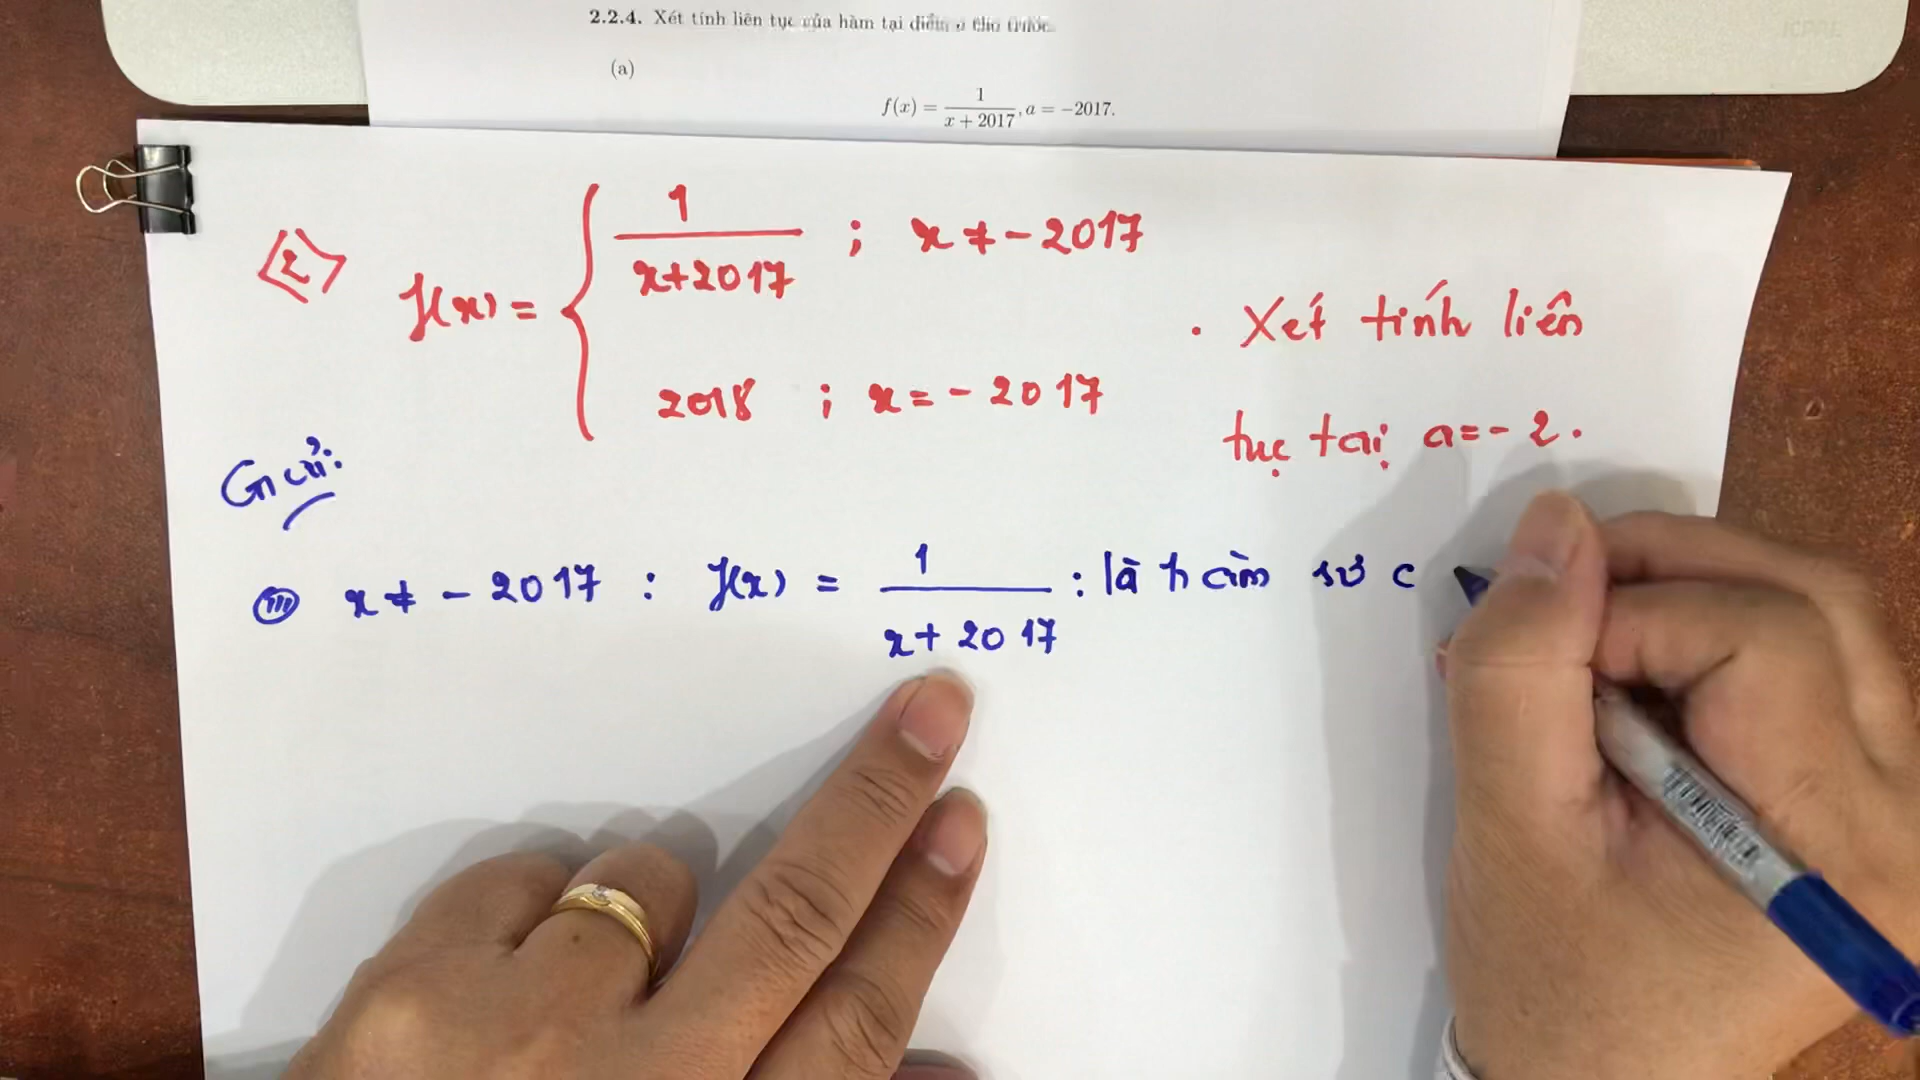 2.2.4. Xét tính liên tục của hàm tại điểm a cho trước.
(a)
f(x) = 1/(x + 2017), a = −2017.
⟨2⟩ f(x) = { 1/(x+2017) ; x ≠ - 2017
2018 ; x = - 2017
. Xét tính liên
tục tại a = - 2.
Giải:
x ≠ - 2017 : f(x) = 1/(x + 2017) : là hàm sơ c